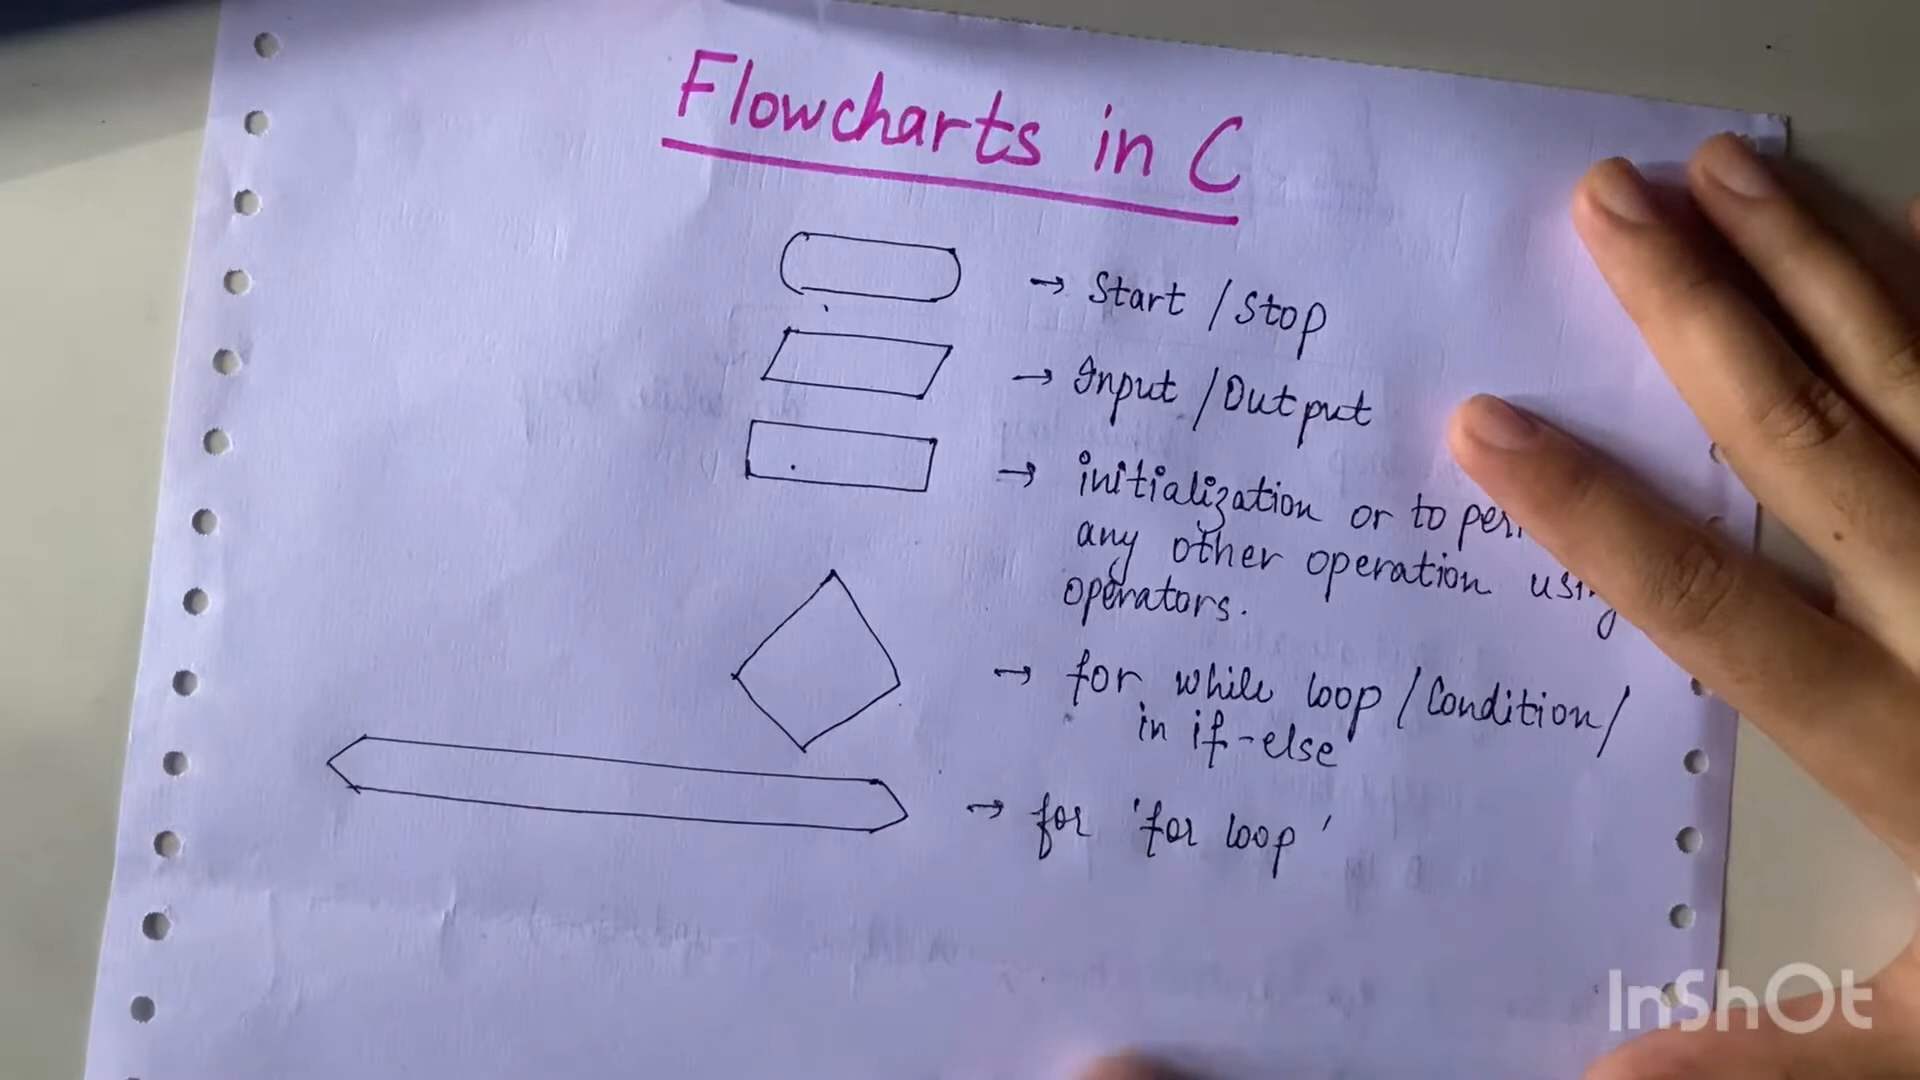 Flowcharts in C
→ Start / Stop
→ Input / Output
→ initialization or to
any other operation using
operators.
→ for while loop / Condition /
in if-else
→ for 'for loop'
InShOt